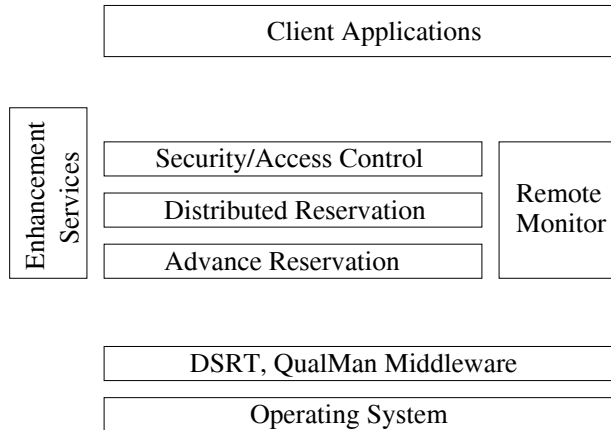 Client Applications
Enhancement
Services
Security/Access Control
Distributed Reservation
Advance Reservation
Remote
Monitor
DSRT, QualMan Middleware
Operating System